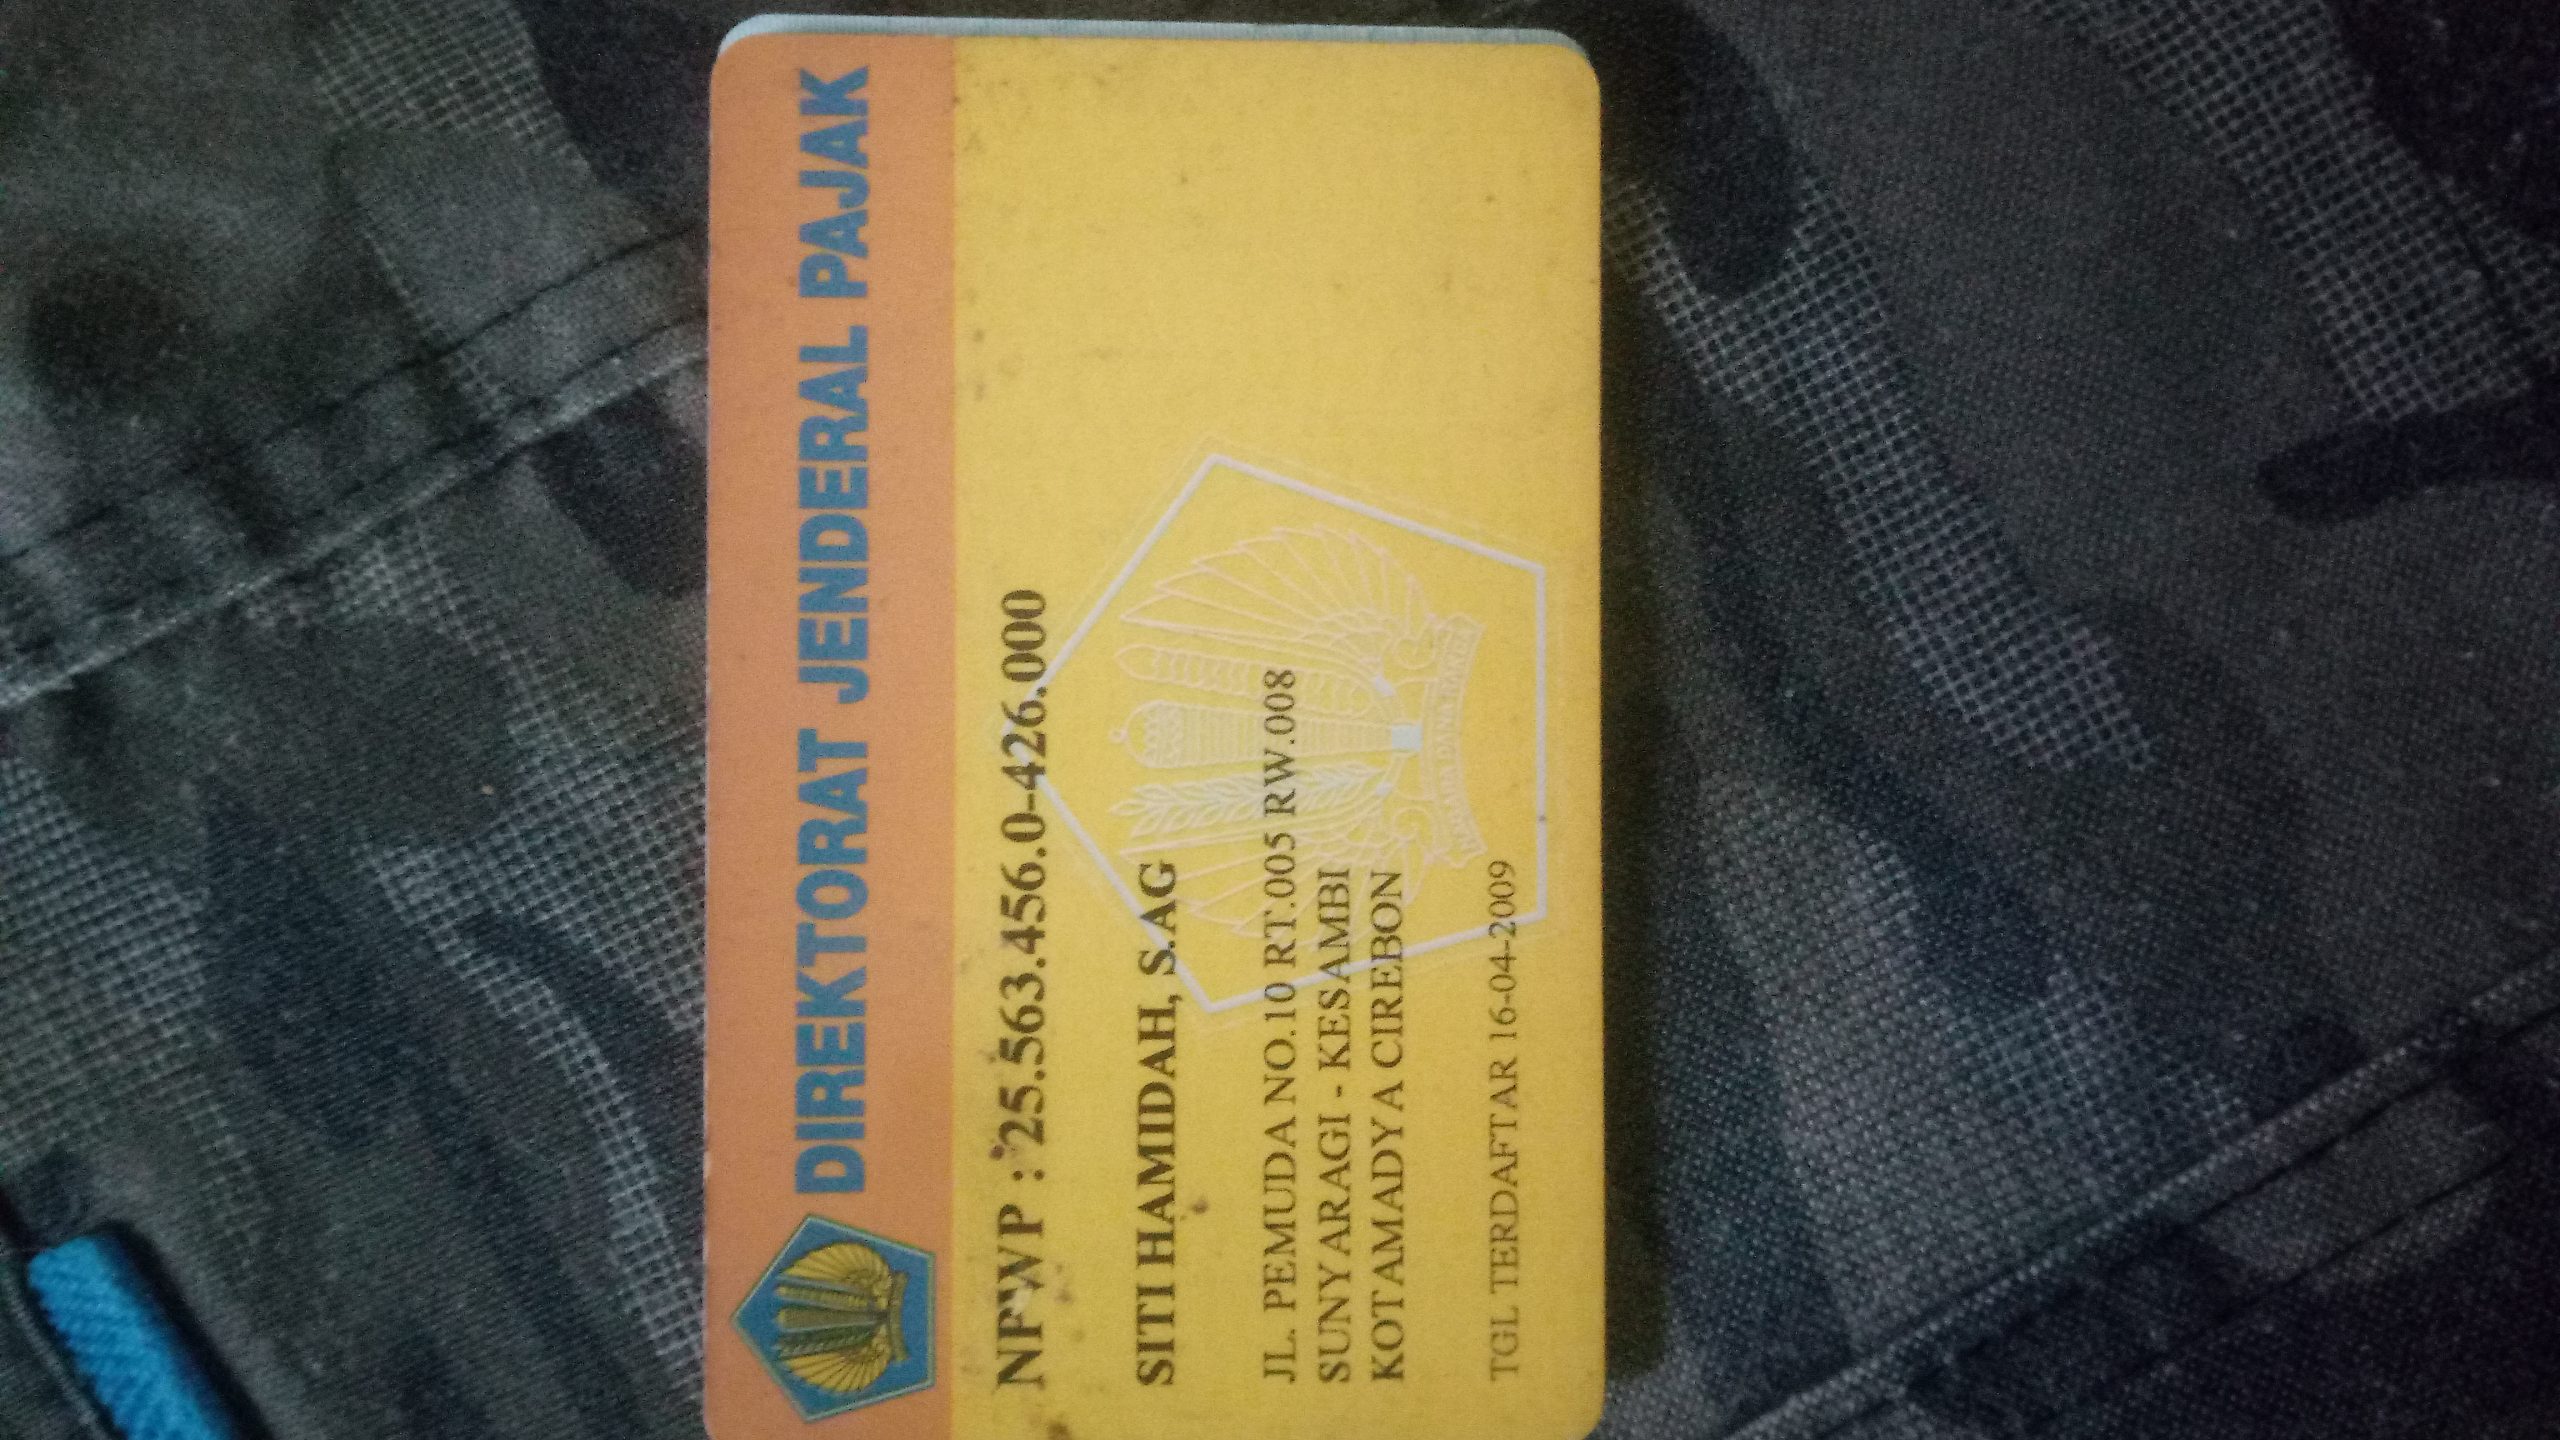 DIREKTORAT JENDERAL PAJAK
NPWP : 25.563.456.0-426.000
SITI HAMIDAH, S.AG
JL. PEMUDA NO.10 RT.005 RW.008
SUNYARAGI - KESAMBI
KOTAMADYA CIREBON
TGL TERDAFTAR 16-04-2009